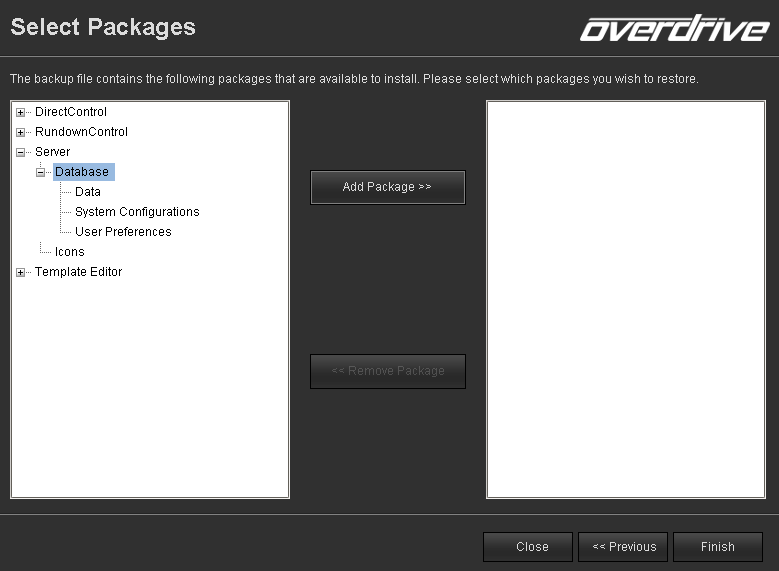 Select Packages
overdrive
The backup file contains the following packages that are available to install. Please select which packages you wish to restore.
DirectControl
RundownControl
Server
Database
Data
System Configurations
User Preferences
Icons
Template Editor
Add Package >>
<< Remove Package
Close
<< Previous
Finish